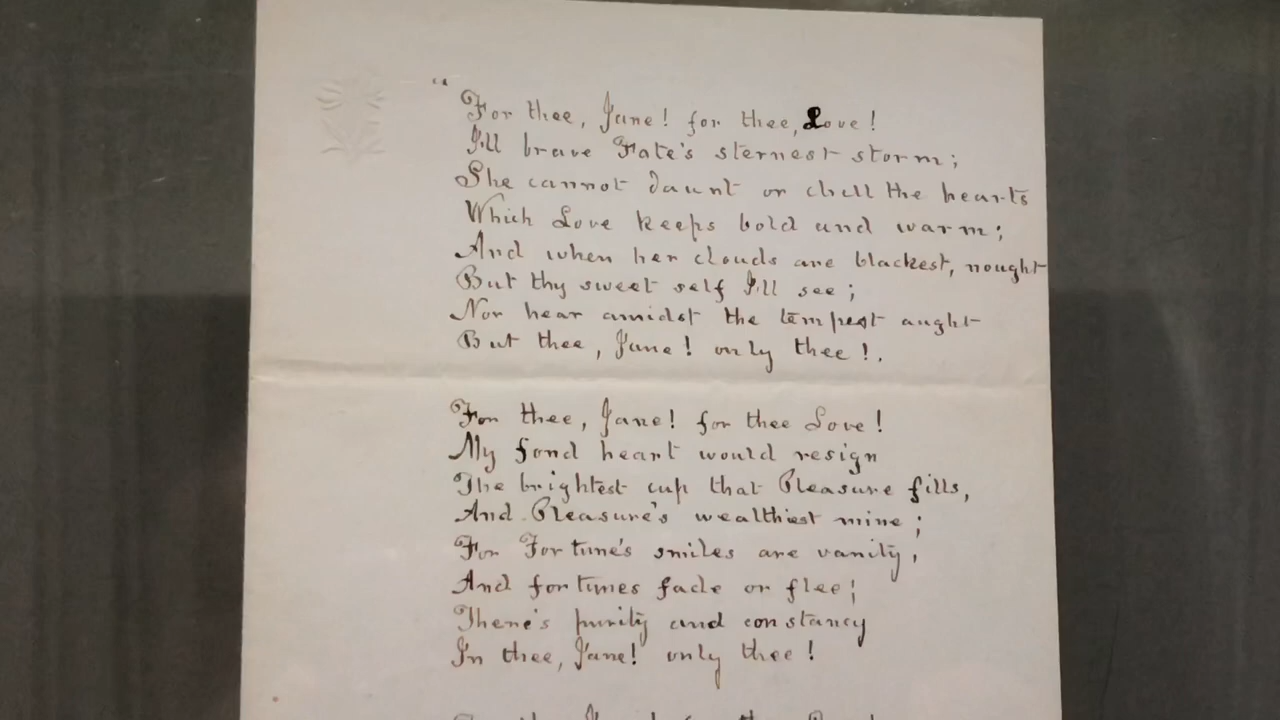 " For thee, Jane! for thee, Love!
I'll brave Fate's sternest storm;
She cannot daunt or chill the hearts
Which Love keeps bold and warm;
And when her clouds are blackest, nought
But thy sweet self I'll see;
Nor hear amidst the tempest aught
But thee, Jane! only thee!.
For thee, Jane! for thee Love!
My fond heart would resign
The brightest cup that Pleasure fills,
And Pleasure's wealthiest mine;
For Fortune's smiles are vanity,
And fortunes fade or flee;
There's purity and constancy
In thee, Jane! only thee!